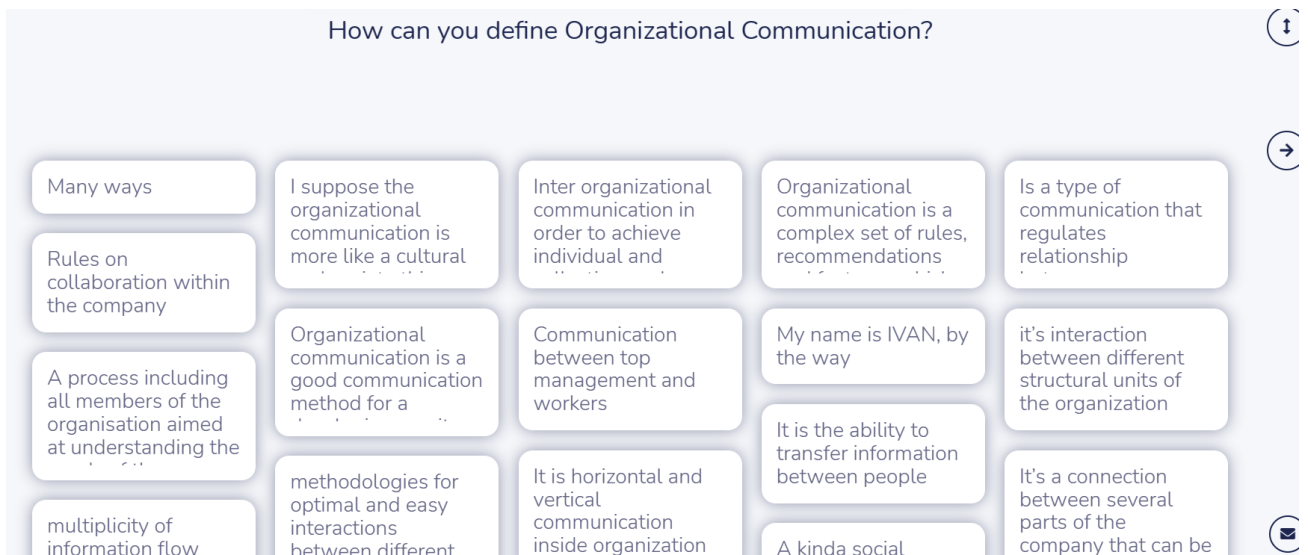 How can you define Organizational Communication?
Many ways
Rules on
collaboration within
the company
A process including
all members of the
organisation aimed
at understanding the
multiplicity of
information flow
I suppose the
organizational
communication is
more like a cultural
Organizational
communication is a
good communication
method for a
methodologies for
optimal and easy
interactions
between different
Inter organizational
communication in
order to achieve
individual and
Communication
between top
management and
workers
It is horizontal and
vertical
communication
inside organization
Organizational
communication is a
complex set of rules,
recommendations
My name is IVAN, by
the way
It is the ability to
transfer information
between people
A kinda social
Is a type of
communication that
regulates
relationship
it’s interaction
between different
structural units of
the organization
It’s a connection
between several
parts of the
company that can be